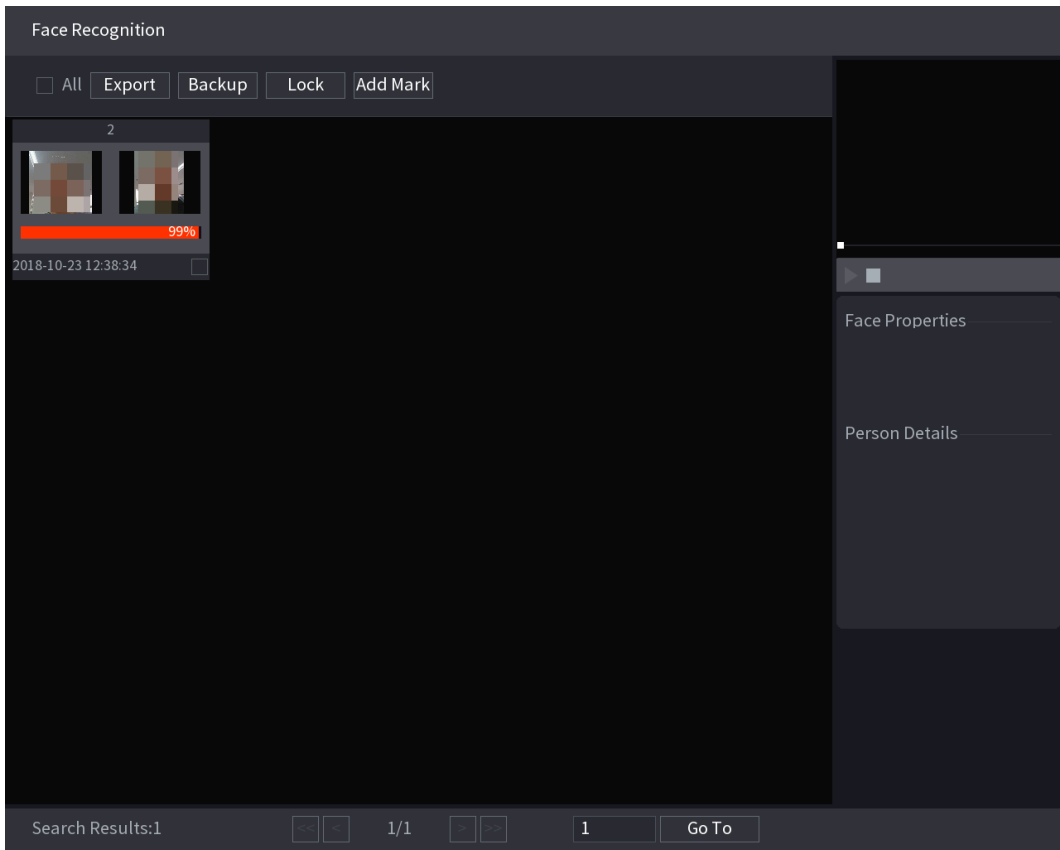 Face Recognition
All Export Backup Lock Add Mark
2
99%
2018-10-23 12:38:34
Face Properties
Person Details
Search Results:1 << < 1/1 > >> 1 Go To